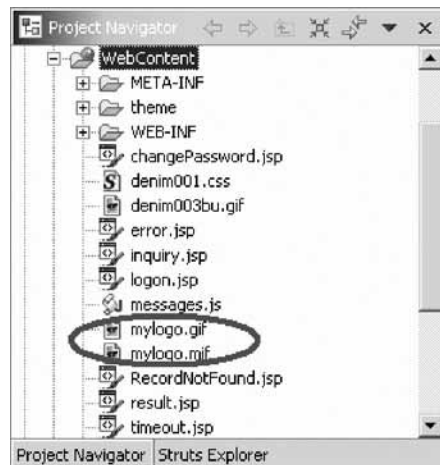 Project Navigator
WebContent
META-INF
theme
WEB-INF
changePassword.jsp
denim001.css
denim003bu.gif
error.jsp
inquiry.jsp
logon.jsp
messages.js
mylogo.gif
mylogo.mif
RecordNotFound.jsp
result.jsp
timeout.jsp
Project Navigator Struts Explorer